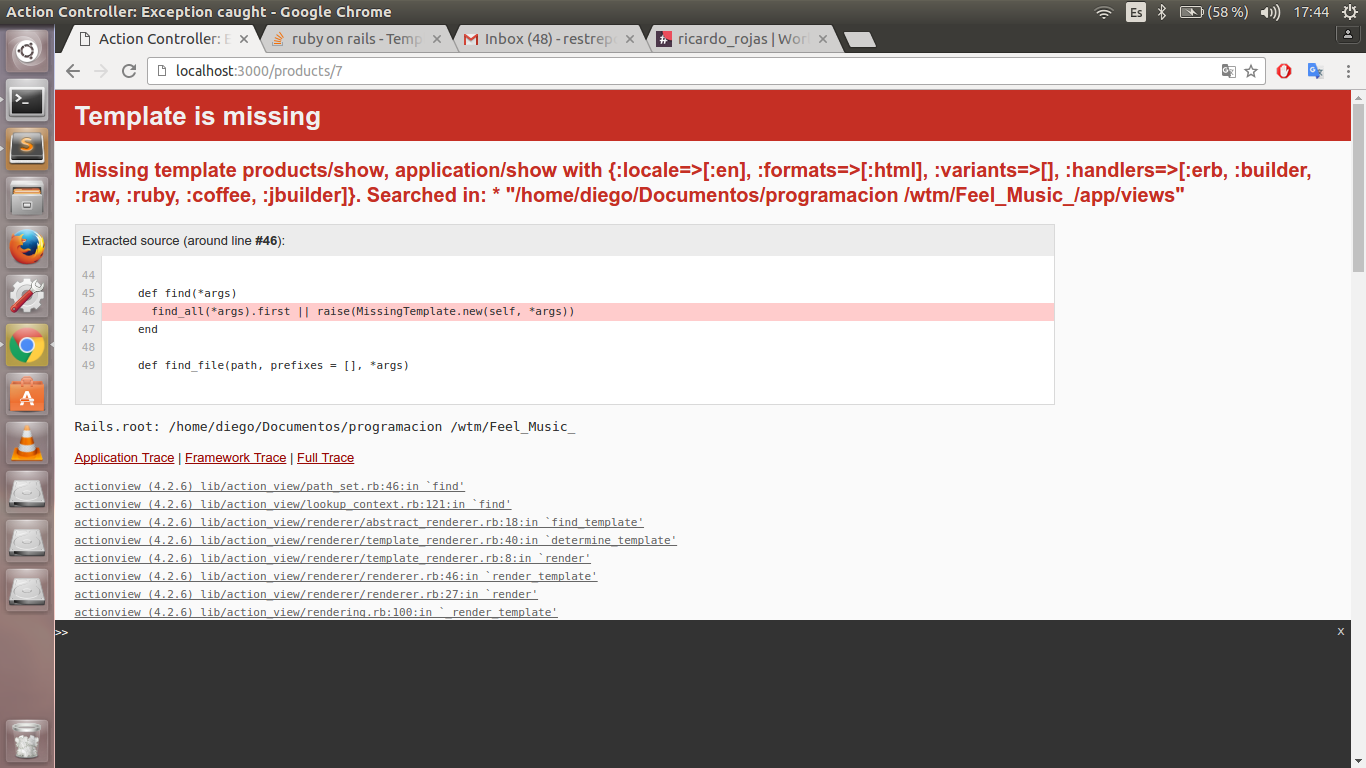 Action Controller: Exception caught - Google Chrome
Es
(58 %)
17:44
Action Controller: E
ruby on rails - Temp
Inbox (48) - restrep
ricardo_rojas | Wor
localhost:3000/products/7
Template is missing
Missing template products/show, application/show with {:locale=>[:en], :formats=>[:html], :variants=>[], :handlers=>[:erb, :builder,
:raw, :ruby, :coffee, :jbuilder]}. Searched in: * "/home/diego/Documentos/programacion /wtm/Feel_Music_/app/views"
Extracted source (around line #46):
44
45 def find(*args)
46 find_all(*args).first || raise(MissingTemplate.new(self, *args))
47 end
48
49 def find_file(path, prefixes = [], *args)
Rails.root: /home/diego/Documentos/programacion /wtm/Feel_Music_
Application Trace | Framework Trace | Full Trace
actionview (4.2.6) lib/action_view/path_set.rb:46:in `find'
actionview (4.2.6) lib/action_view/lookup_context.rb:121:in `find'
actionview (4.2.6) lib/action_view/renderer/abstract_renderer.rb:18:in `find_template'
actionview (4.2.6) lib/action_view/renderer/template_renderer.rb:40:in `determine_template'
actionview (4.2.6) lib/action_view/renderer/template_renderer.rb:8:in `render'
actionview (4.2.6) lib/action_view/renderer/renderer.rb:46:in `render_template'
actionview (4.2.6) lib/action_view/renderer/renderer.rb:27:in `render'
actionview (4.2.6) lib/action_view/rendering.rb:100:in `_render_template'
>>
x